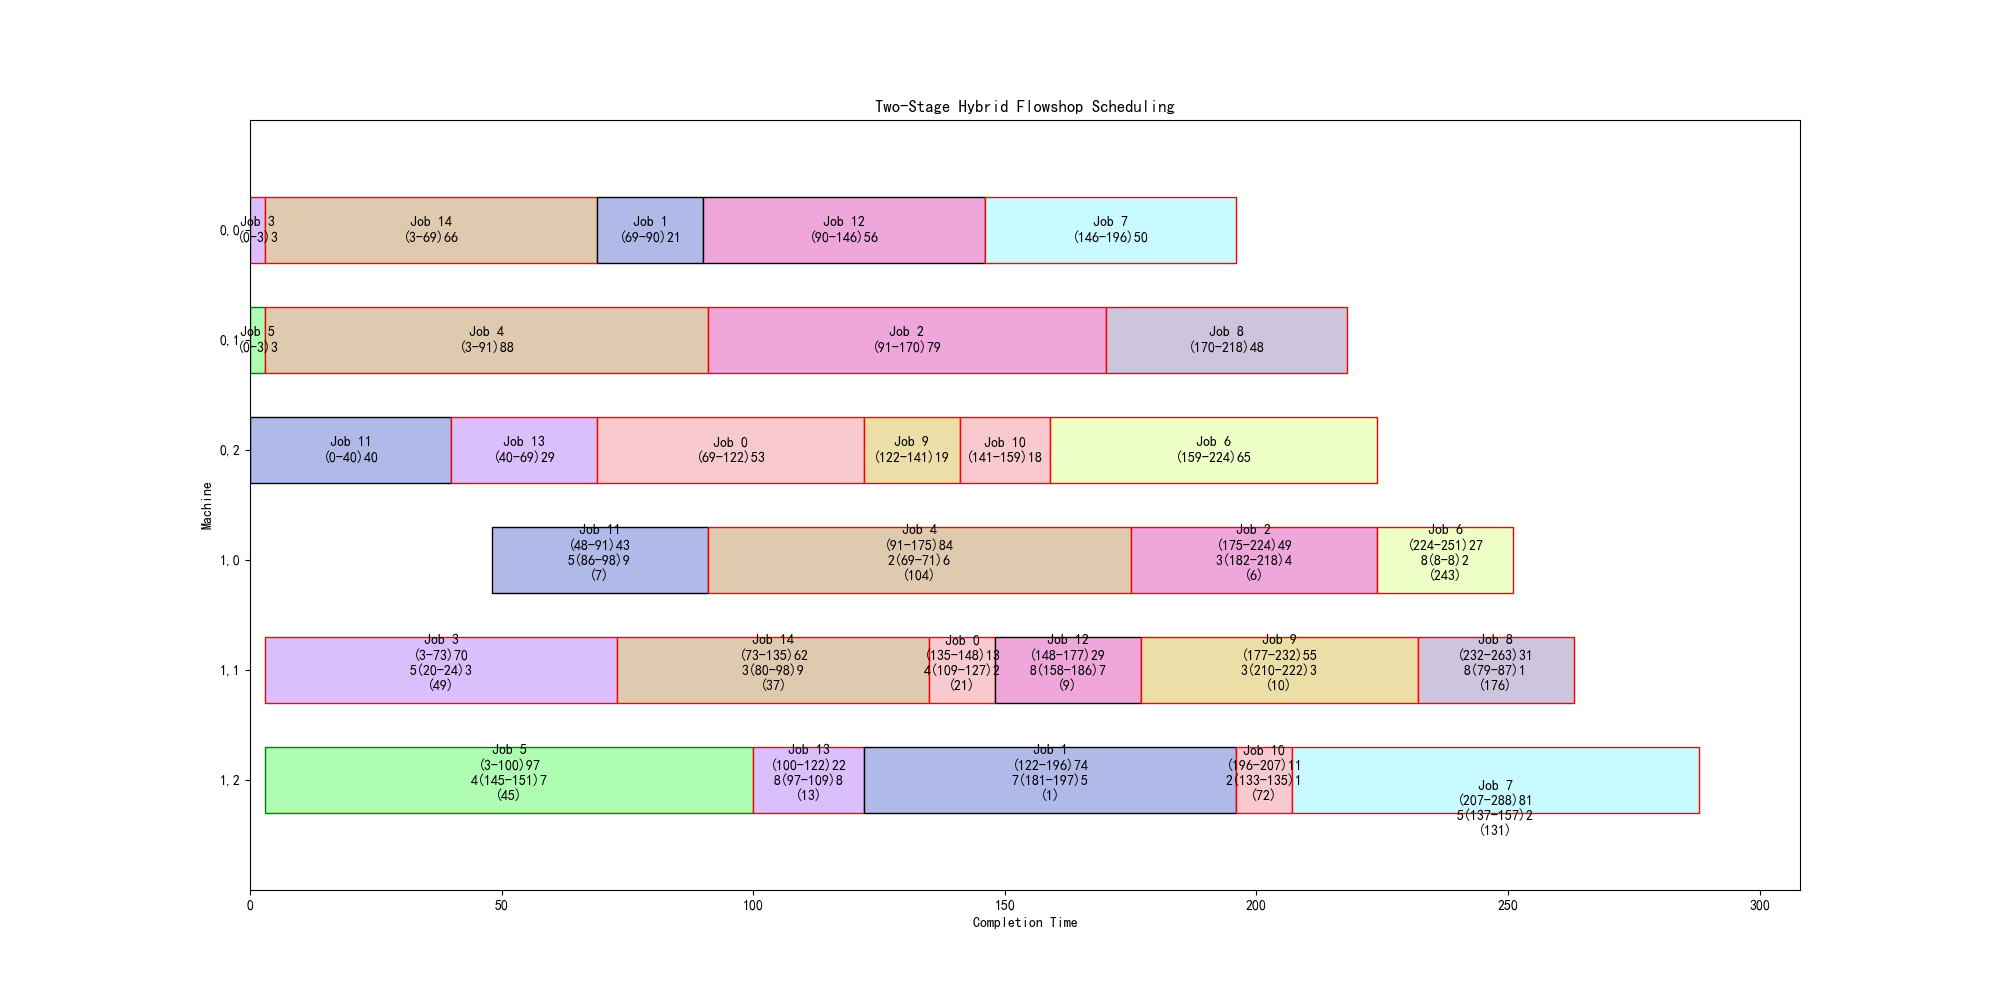 Two-Stage Hybrid Flowshop Scheduling
0,0
Job 3
(0-3)3
Job 14
(3-69)66
Job 1
(69-90)21
Job 12
(90-146)56
Job 7
(146-196)50
0,1
Job 5
(0-3)3
Job 4
(3-91)88
Job 2
(91-170)79
Job 8
(170-218)48
0,2
Job 11
(0-40)40
Job 13
(40-69)29
Job 0
(69-122)53
Job 9
(122-141)19
Job 10
(141-159)18
Job 6
(159-224)65
Machine
1,0
Job 11
(48-91)43
5(86-98)9
(7)
Job 4
(91-175)84
2(69-71)6
(104)
Job 2
(175-224)49
3(182-218)4
(6)
Job 6
(224-251)27
8(8-8)2
(243)
1,1
Job 3
(3-73)70
5(20-24)3
(49)
Job 14
(73-135)62
3(80-98)9
(37)
Job 0
(135-148)13
4(109-127)2
(21)
Job 12
(148-177)29
8(158-186)7
(9)
Job 9
(177-232)55
3(210-222)3
(10)
Job 8
(232-263)31
8(79-87)1
(176)
1,2
Job 5
(3-100)97
4(145-151)7
(45)
Job 13
(100-122)22
8(97-109)8
(13)
Job 1
(122-196)74
7(181-197)5
(1)
Job 10
(196-207)11
2(133-135)1
(72)
Job 7
(207-288)81
5(137-157)2
(131)
0
50
100
150
200
250
300
Completion Time